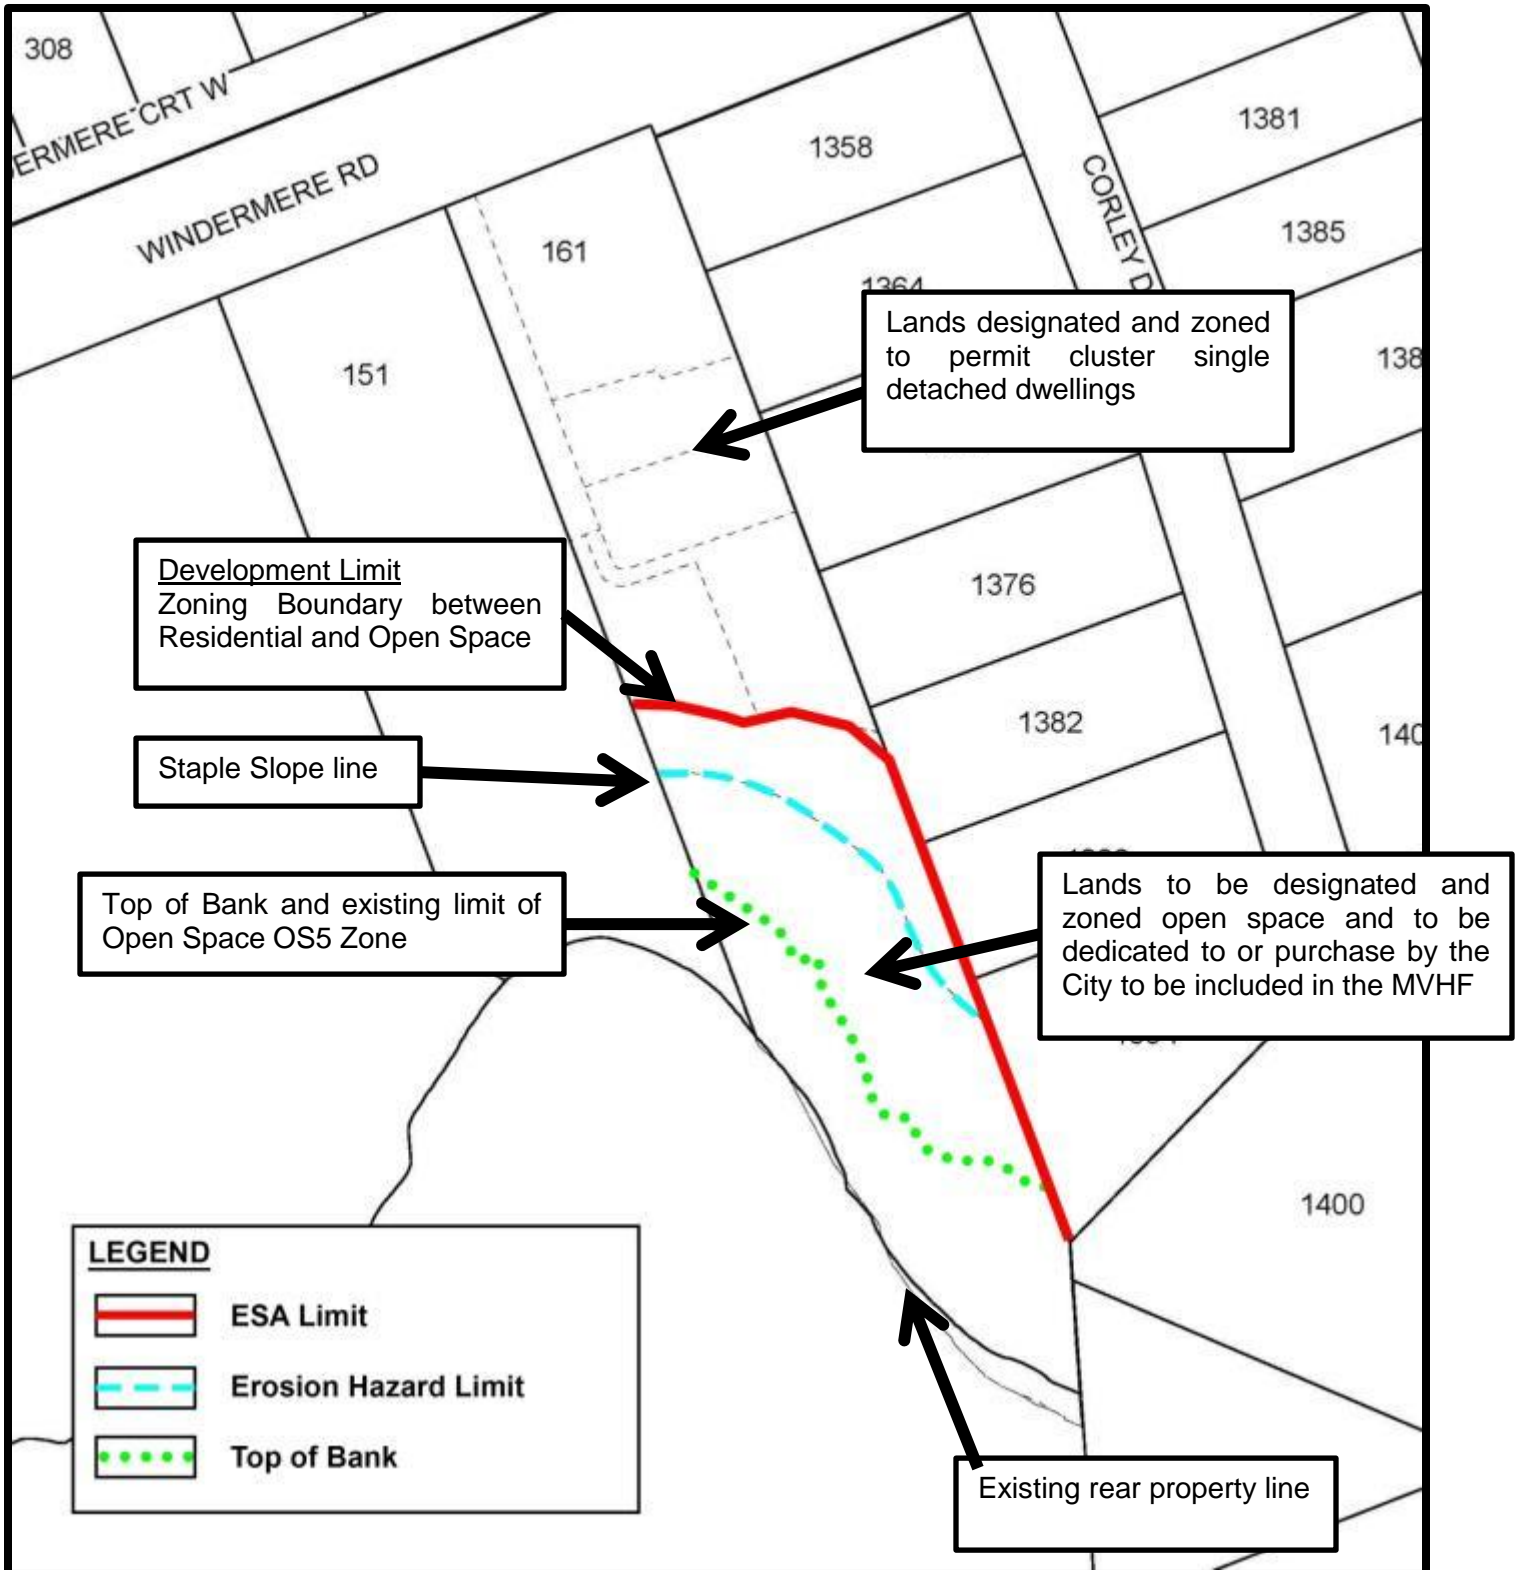 308
DERMERE CRT W
WINDERMERE RD
1358
1381
CORLEY D
161
1385
1364
Lands designated and zoned
to permit cluster single
detached dwellings
151
138
Development Limit
Zoning Boundary between
Residential and Open Space
1376
1382
140
Staple Slope line
Top of Bank and existing limit of
Open Space OS5 Zone
Lands to be designated and
zoned open space and to be
dedicated to or purchase by the
City to be included in the MVHF
1400
LEGEND
ESA Limit
Erosion Hazard Limit
Top of Bank
Existing rear property line